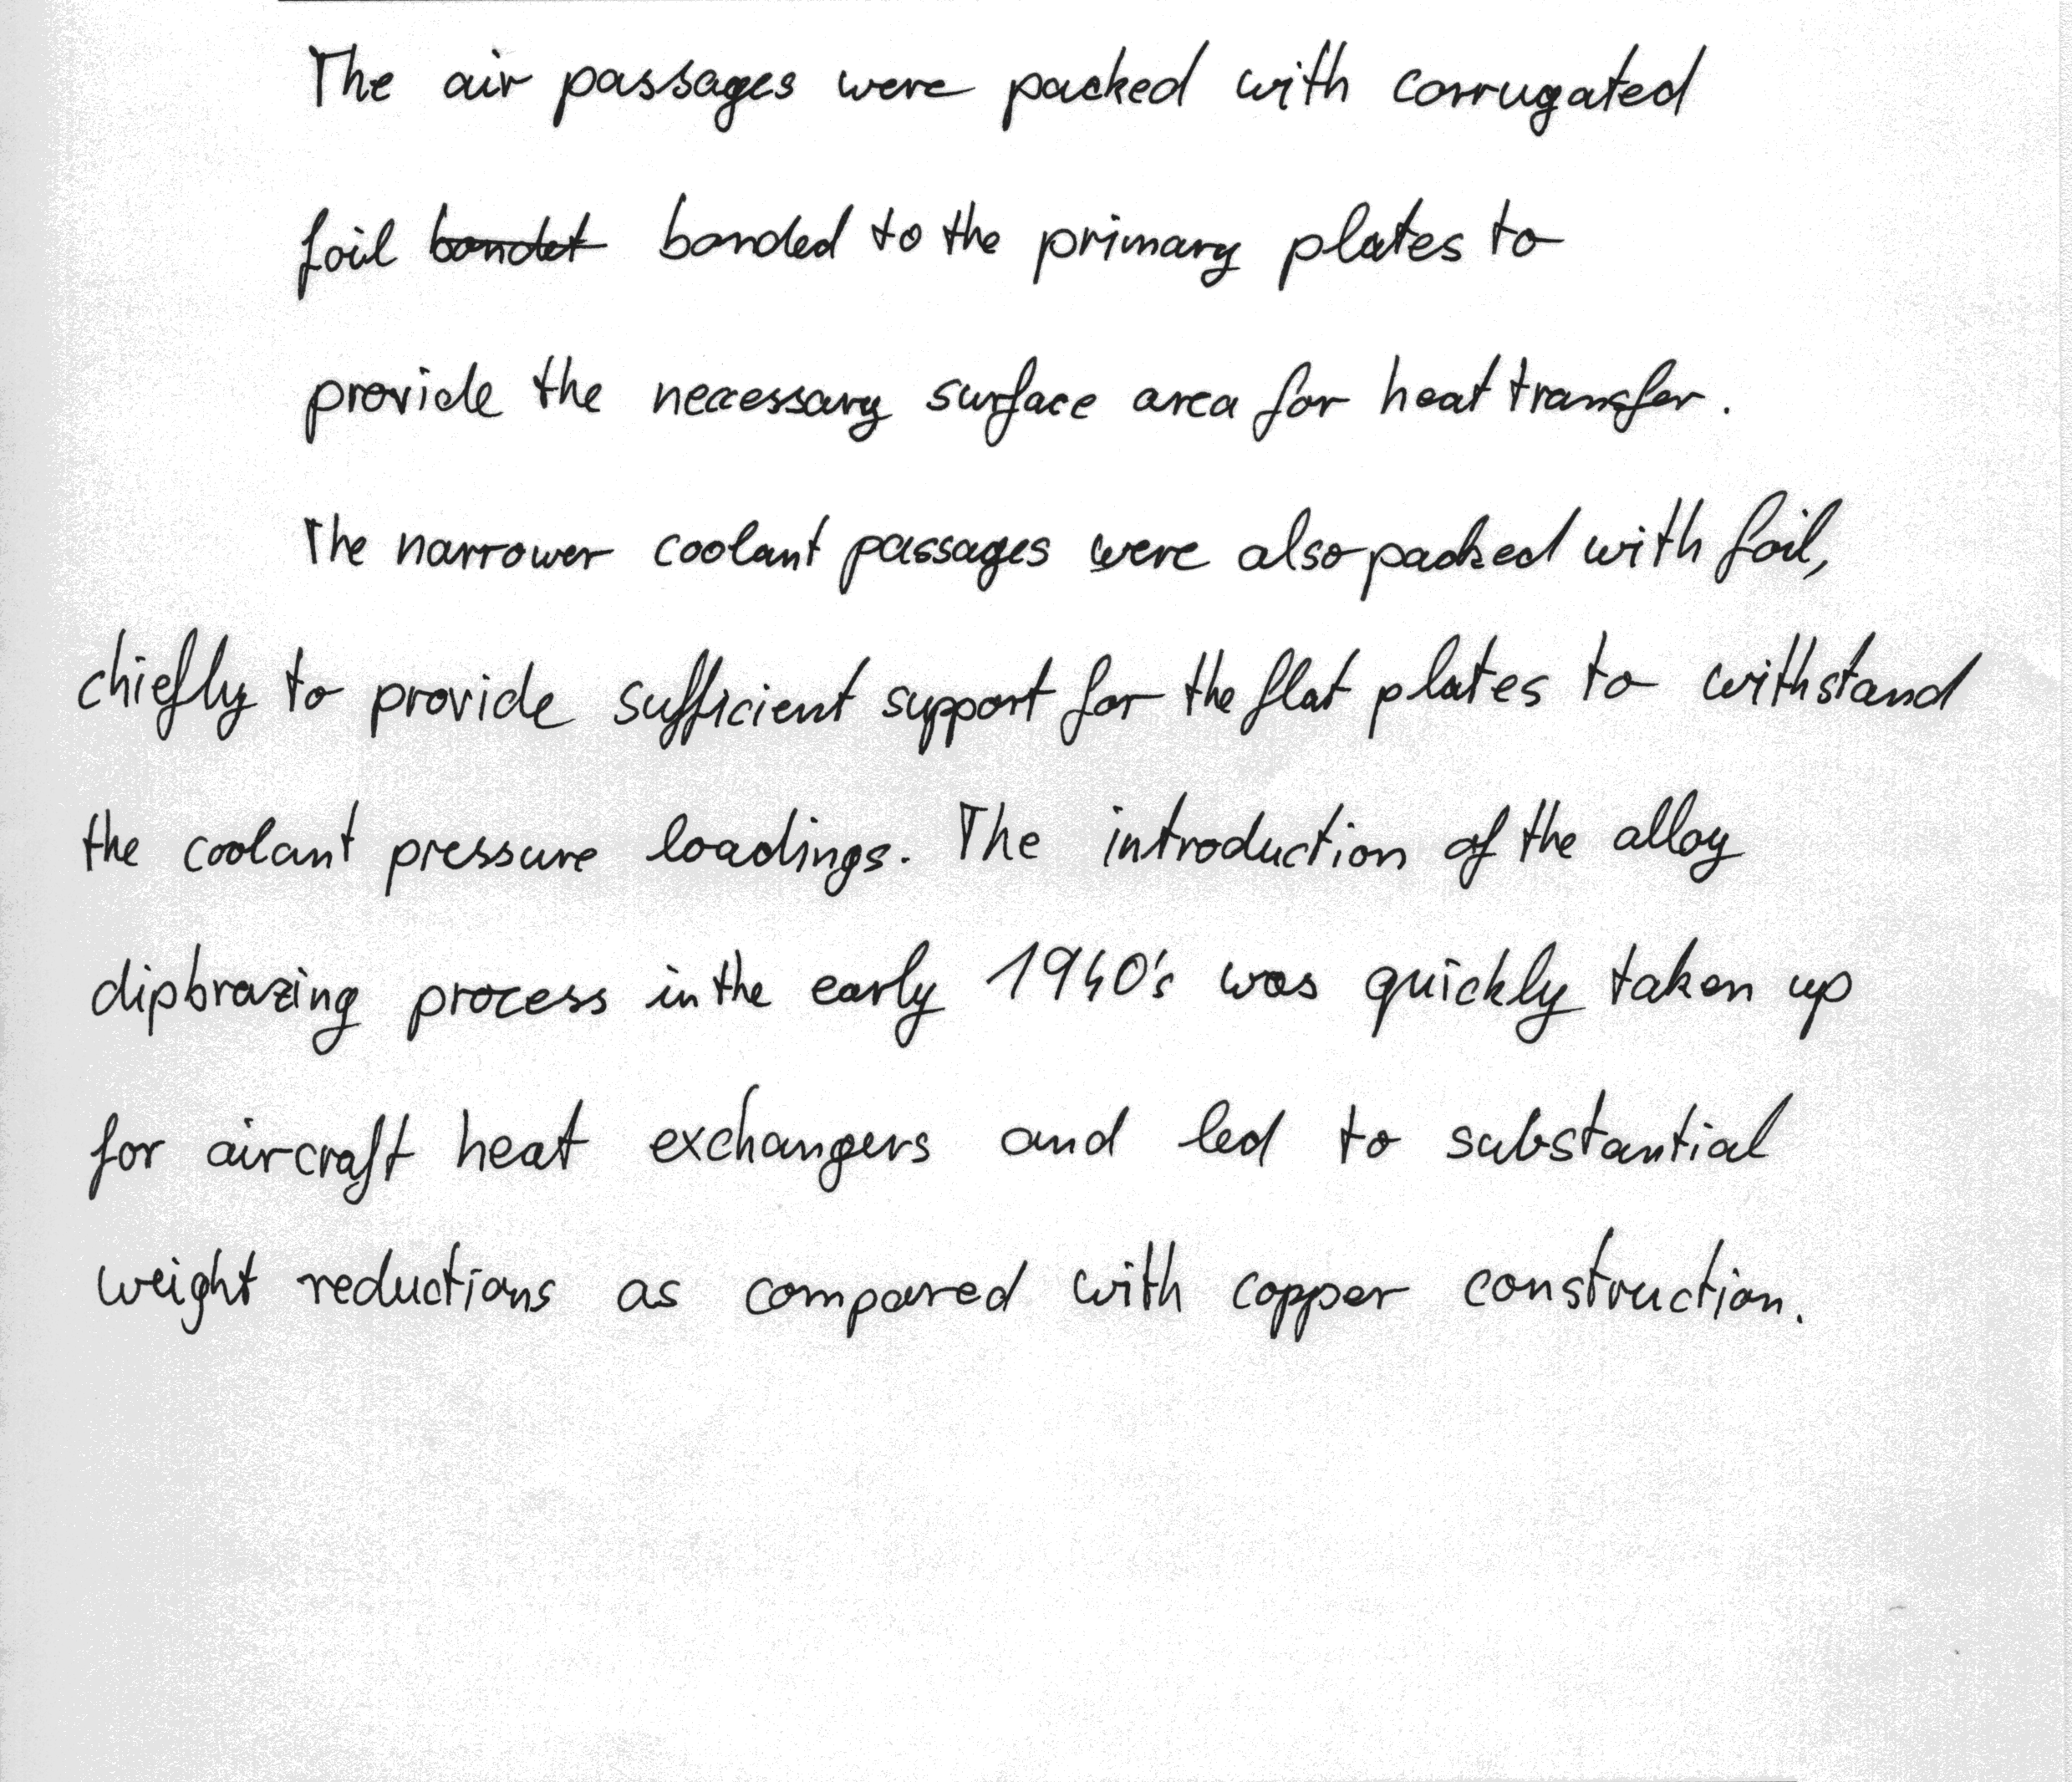 The air passages were packed with corrugated
foil bondet bonded to the primary plates to
provide the necessary surface area for heat transfer.
The narrower coolant passages were also packed with foil,
chiefly to provide sufficient support for the flat plates to withstand
the coolant pressure loadings. The introduction of the alloy
dipbrazing process in the early 1940's was quickly taken up
for aircraft heat exchangers and led to substantial
weight reductions as compared with copper construction.